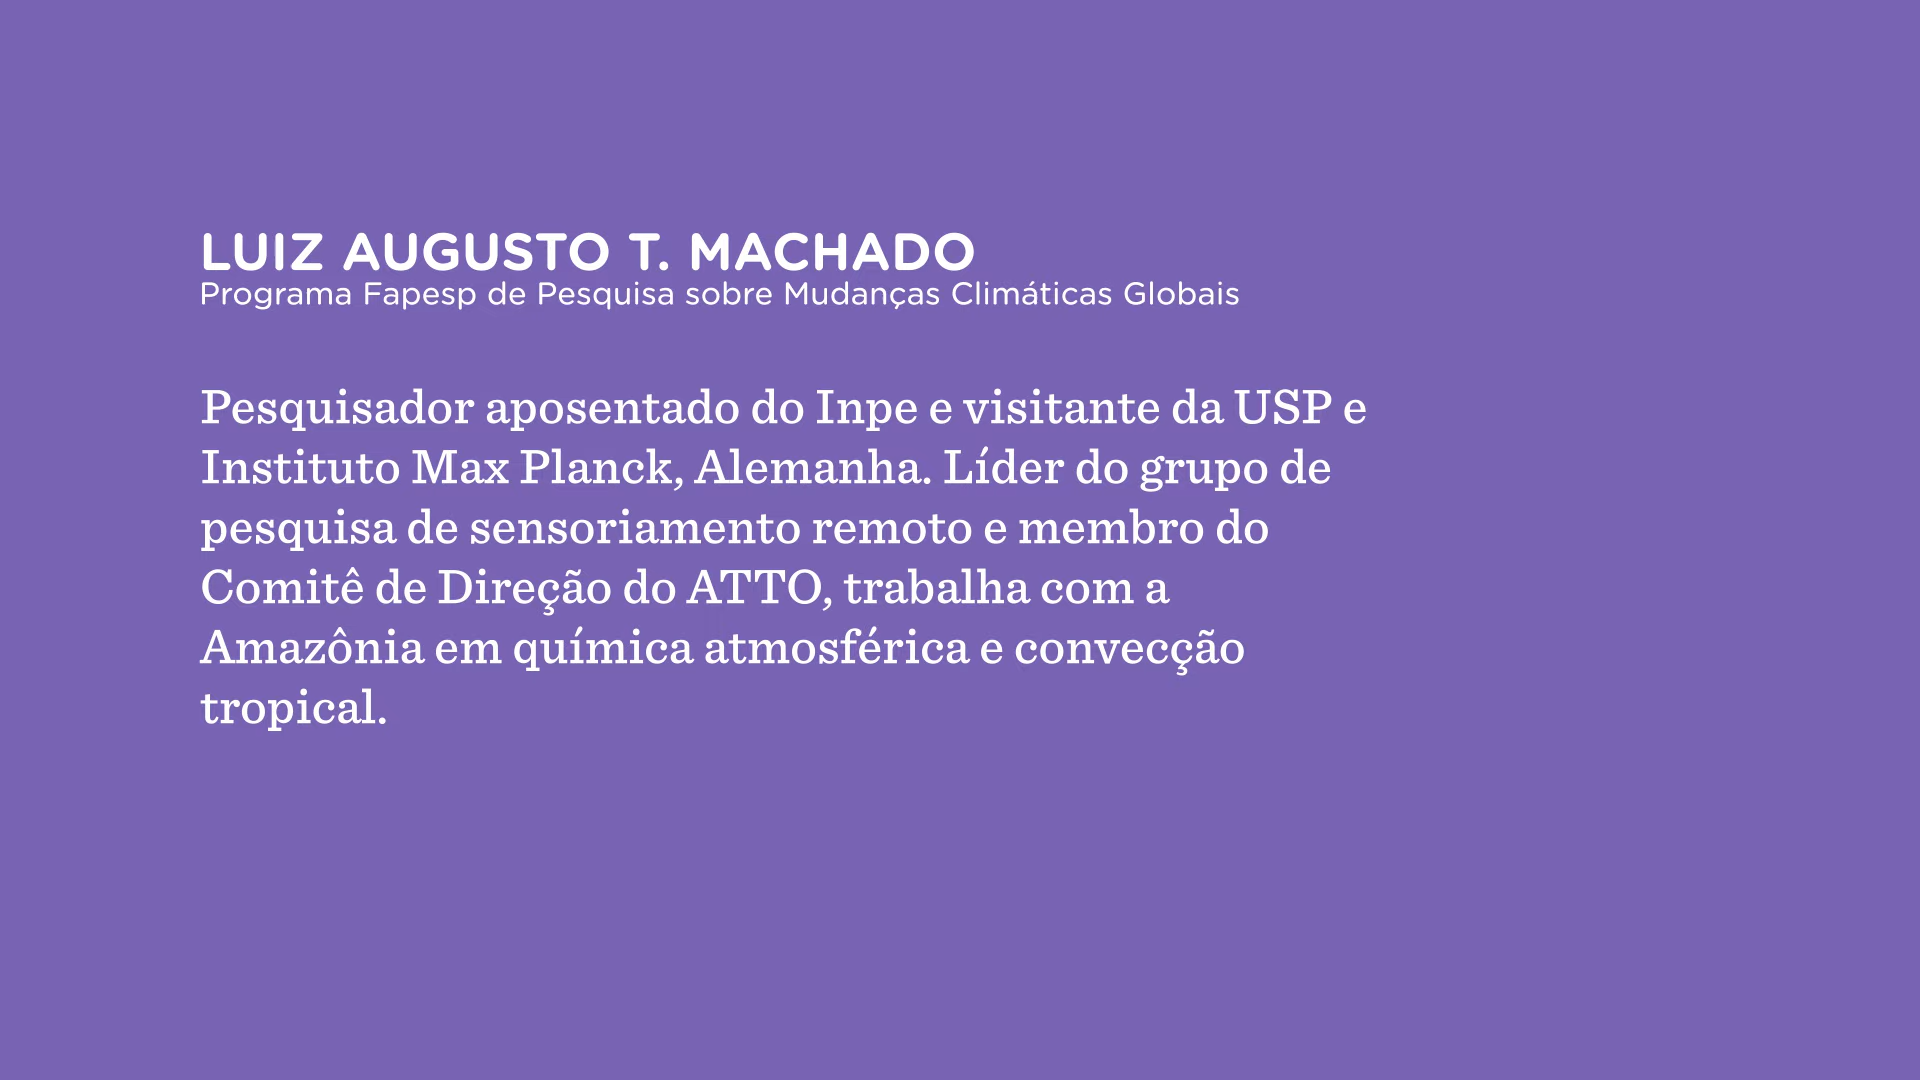 LUIZ AUGUSTO T. MACHADO
Programa Fapesp de Pesquisa sobre Mudanças Climáticas Globais
Pesquisador aposentado do Inpe e visitante da USP e
Instituto Max Planck, Alemanha. Líder do grupo de
pesquisa de sensoriamento remoto e membro do
Comitê de Direção do ATTO, trabalha com a
Amazônia em química atmosférica e convecção
tropical.